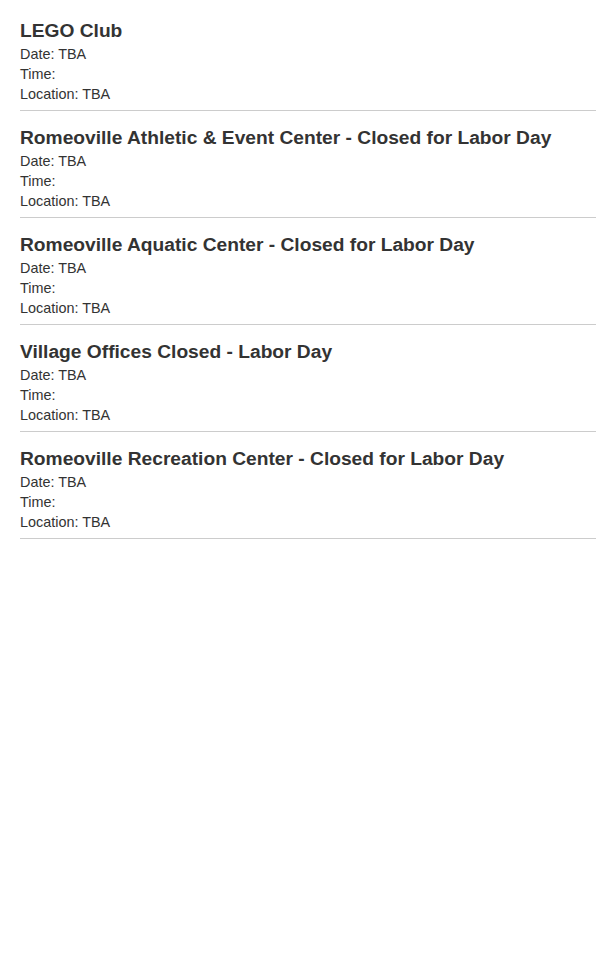 LEGO Club
Date: TBA
Time:
Location: TBA
Romeoville Athletic & Event Center - Closed for Labor Day
Date: TBA
Time:
Location: TBA
Romeoville Aquatic Center - Closed for Labor Day
Date: TBA
Time:
Location: TBA
Village Offices Closed - Labor Day
Date: TBA
Time:
Location: TBA
Romeoville Recreation Center - Closed for Labor Day
Date: TBA
Time:
Location: TBA